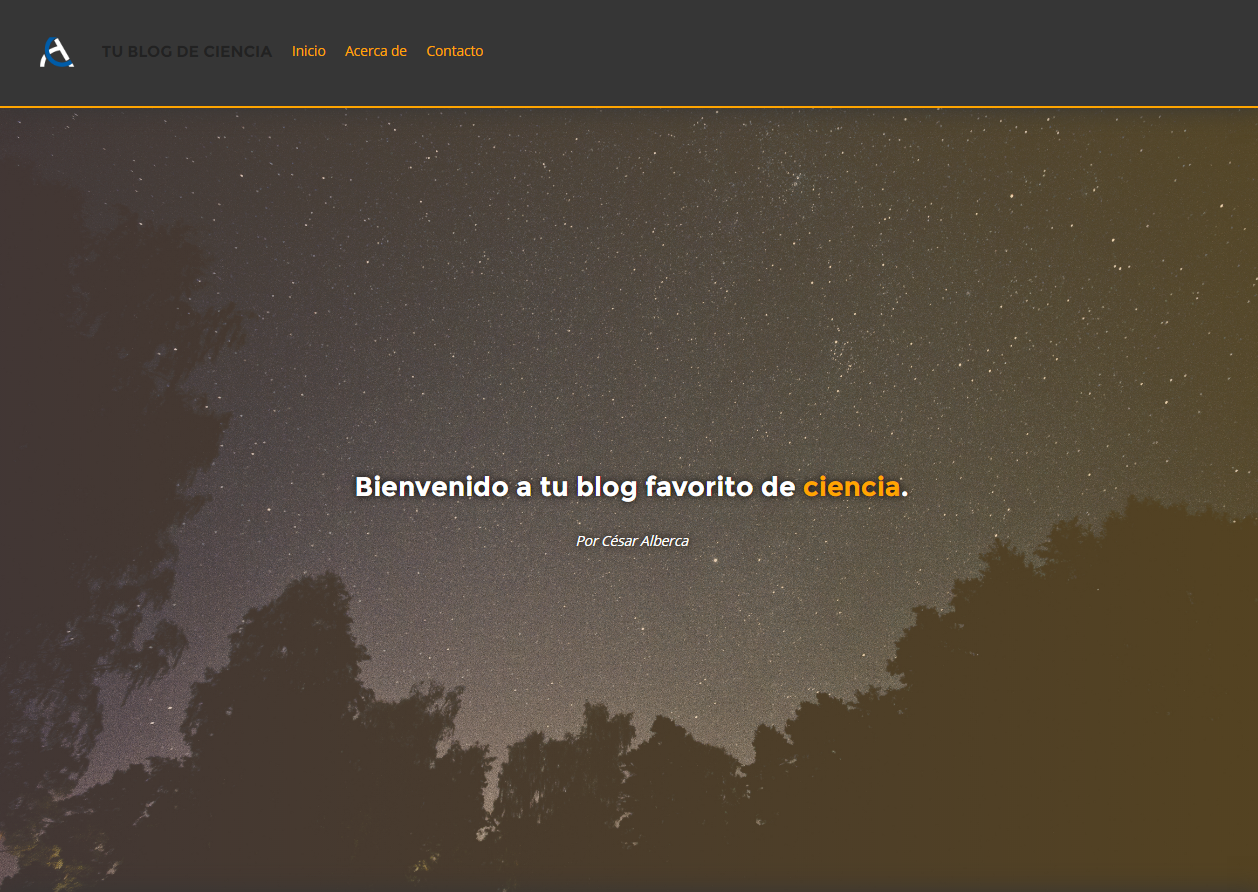 TU BLOG DE CIENCIA Inicio Acerca de Contacto
Bienvenido a tu blog favorito de ciencia.
Por César Alberca